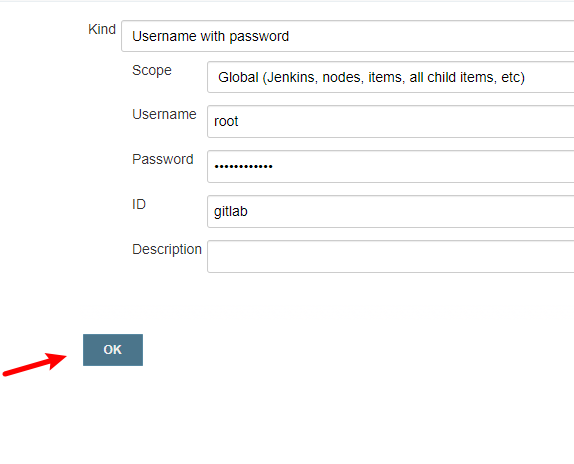 Kind Username with password
Scope Global (Jenkins, nodes, items, all child items, etc)
Username root
Password ••••••••••••
ID gitlab
Description
OK